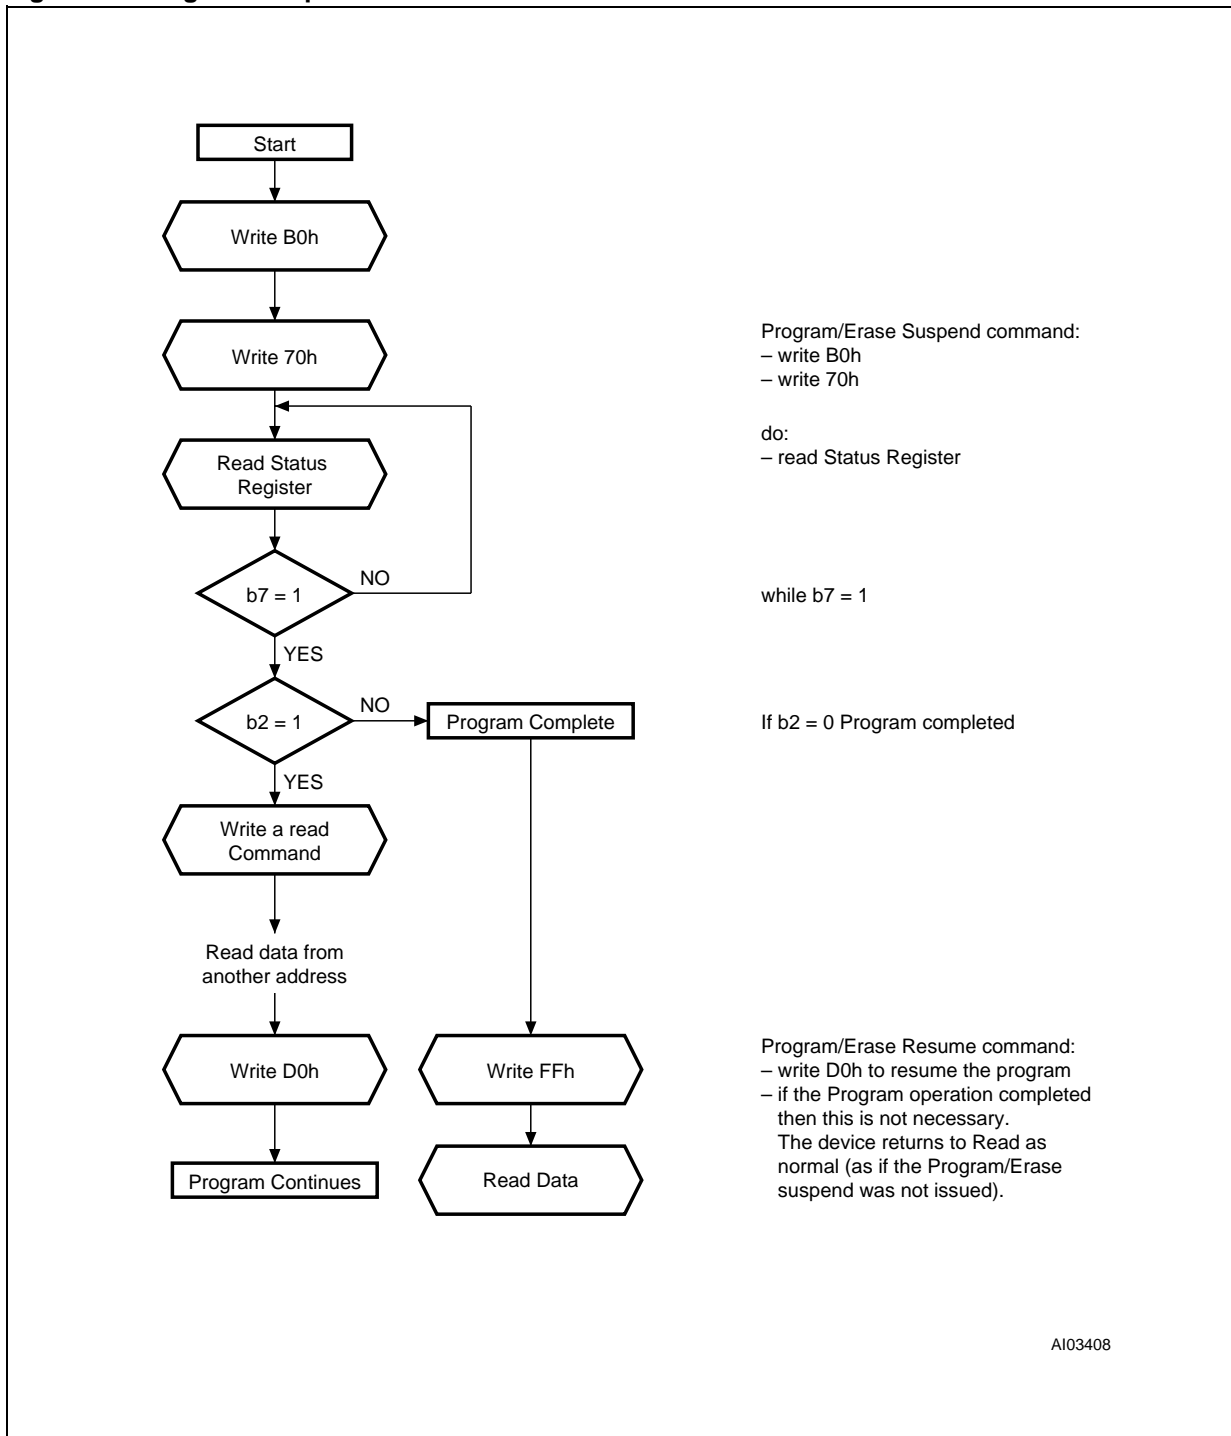 Start
Write B0h
Write 70h
Program/Erase Suspend command:
– write B0h
– write 70h
do:
– read Status Register
Read Status
Register
NO
b7 = 1
while b7 = 1
YES
NO
b2 = 1
Program Complete
If b2 = 0 Program completed
YES
Write a read
Command
Read data from
another address
Write D0h
Write FFh
Program/Erase Resume command:
– write D0h to resume the program
– if the Program operation completed
then this is not necessary.
The device returns to Read as
normal (as if the Program/Erase
suspend was not issued).
Program Continues
Read Data
AI03408